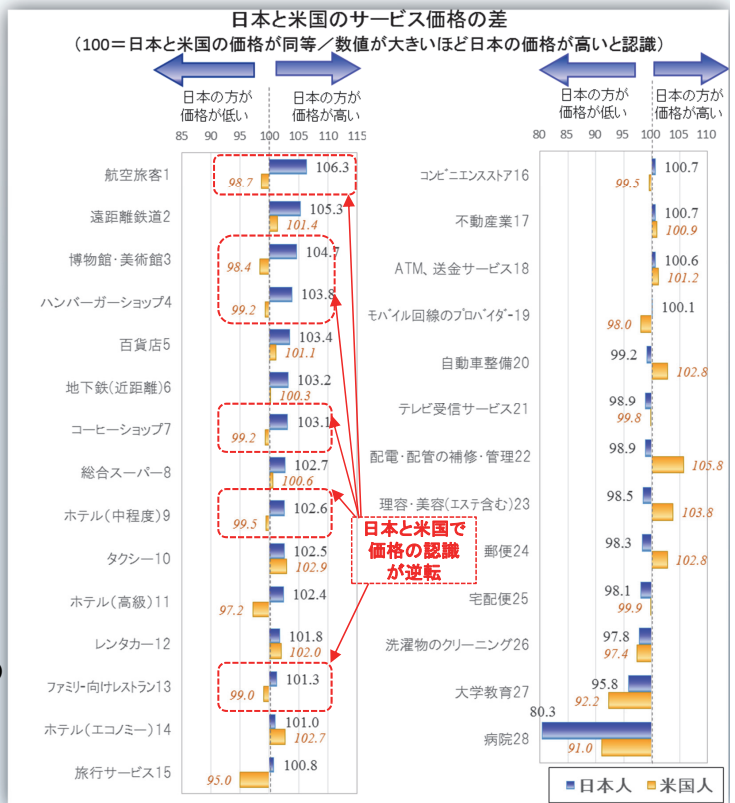 日本と米国のサービス価格の差
(100＝日本と米国の価格が同等／数値が大きいほど日本の価格が高いと認識)
日本の方が
価格が低い
日本の方が
価格が高い
85 90 95 100 105 110 115
航空旅客1 106.3 98.7
遠距離鉄道2 105.3 101.4
博物館・美術館3 104.7 98.4
ハンバーガーショップ4 103.8 99.2
百貨店5 103.4 101.1
地下鉄(近距離)6 103.2 100.3
コーヒーショップ7 103.1 99.2
総合スーパー8 102.7 100.6
ホテル(中程度)9 102.6 99.5
タクシー10 102.5 102.9
ホテル(高級)11 102.4 97.2
レンタカー12 101.8 102.0
ファミリー向けレストラン13 101.3 99.0
ホテル(エコノミー)14 101.0 102.7
旅行サービス15 100.8 95.0
日本と米国で
価格の認識
が逆転
日本の方が
価格が低い
日本の方が
価格が高い
80 85 90 95 100 105 110
コンビニエンスストア16 100.7 99.5
不動産業17 100.7 100.9
ATM、送金サービス18 100.6 101.2
モバイル回線のプロバイダｰ19 100.1 98.0
自動車整備20 99.2 102.8
テレビ受信サービス21 98.9 99.8
配電・配管の補修・管理22 98.9 105.8
理容・美容(エステ含む)23 98.5 103.8
郵便24 98.3 102.8
宅配便25 98.1 99.9
洗濯物のクリーニング26 97.8 97.4
大学教育27 95.8 92.2
病院28 80.3 91.0
日本人 米国人